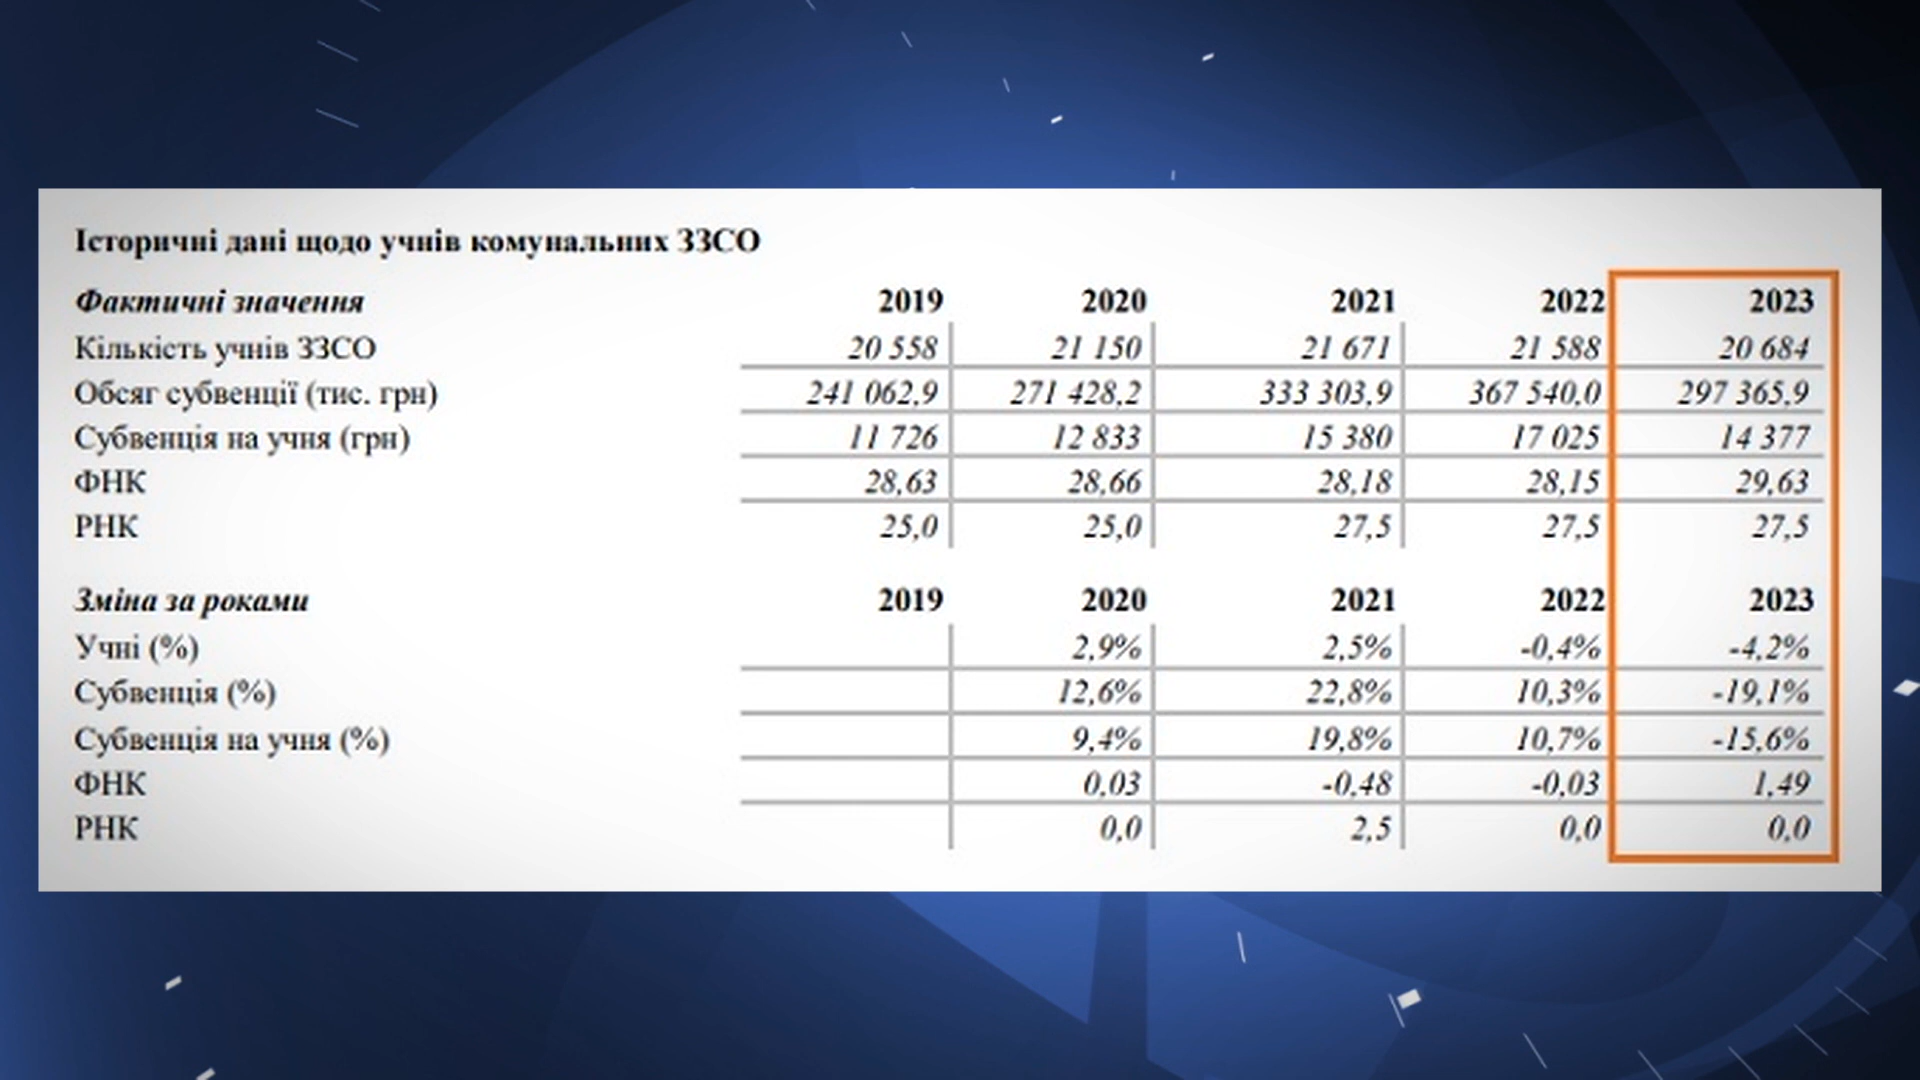 Історичні дані щодо учнів комунальних ЗЗСО
Фактичні значення 2019 2020 2021 2022 2023
Кількість учнів ЗЗСО 20 558 21 150 21 671 21 588 20 684
Обсяг субвенції (тис. грн) 241 062,9 271 428,2 333 303,9 367 540,0 297 365,9
Субвенція на учня (грн) 11 726 12 833 15 380 17 025 14 377
ФНК 28,63 28,66 28,18 28,15 29,63
РНК 25,0 25,0 27,5 27,5 27,5
Зміна за роками 2019 2020 2021 2022 2023
Учні (%) 2,9% 2,5% -0,4% -4,2%
Субвенція (%) 12,6% 22,8% 10,3% -19,1%
Субвенція на учня (%) 9,4% 19,8% 10,7% -15,6%
ФНК 0,03 -0,48 -0,03 1,49
РНК 0,0 2,5 0,0 0,0